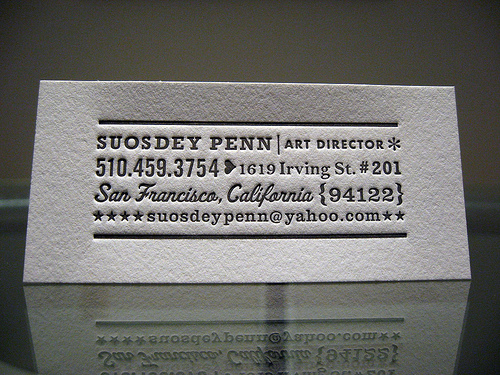 SUOSDEY PENN | ART DIRECTOR*
510.459.3754 ♥ 1619 Irving St. #201
San Francisco, California {94122}
★★★★suosdeypenn@yahoo.com★★